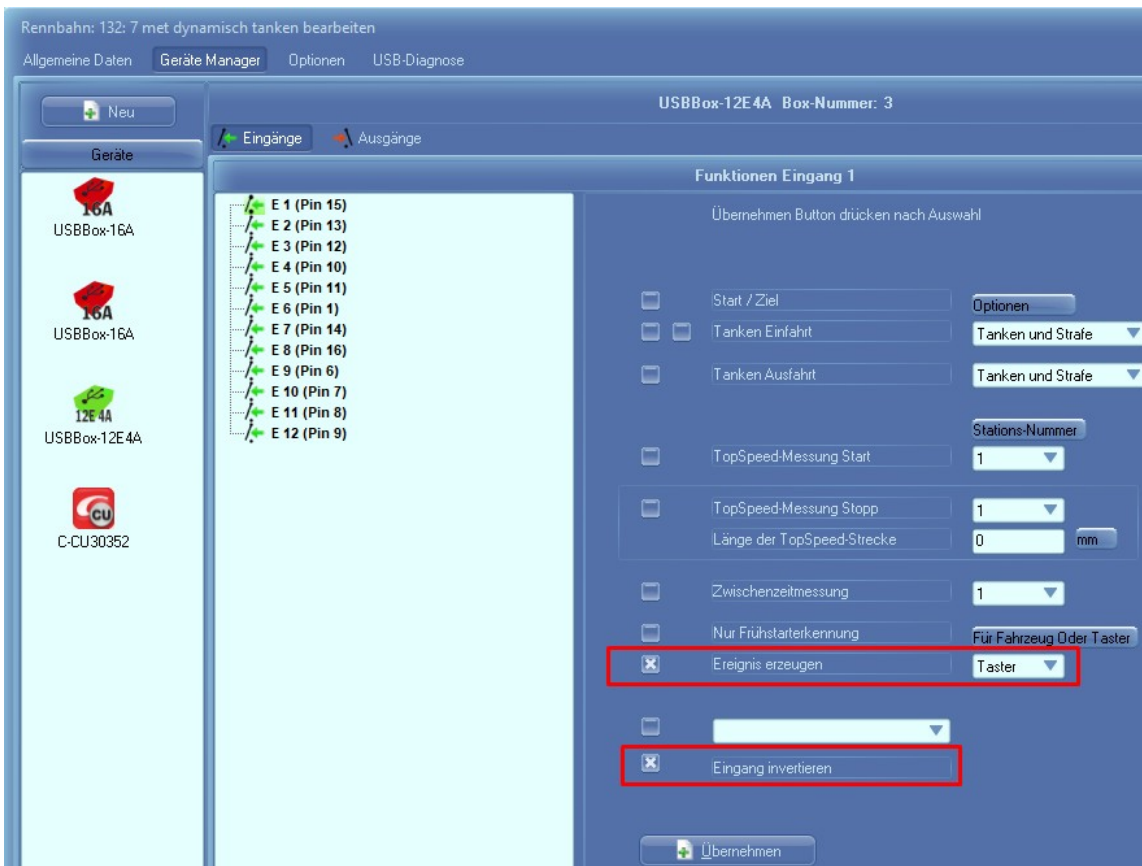 Rennbahn: 132: 7 met dynamisch tanken bearbeiten
Allgemeine Daten Geräte Manager Optionen USB-Diagnose
Neu
Geräte
16A
USBBox-16A
16A
USBBox-16A
12E4A
USBBox-12E4A
CU
C-CU30352
USBBox-12E4A Box-Nummer: 3
Eingänge Ausgänge
Funktionen Eingang 1
E 1 (Pin 15)
E 2 (Pin 13)
E 3 (Pin 12)
E 4 (Pin 10)
E 5 (Pin 11)
E 6 (Pin 1)
E 7 (Pin 14)
E 8 (Pin 16)
E 9 (Pin 6)
E 10 (Pin 7)
E 11 (Pin 8)
E 12 (Pin 9)
Übernehmen Button drücken nach Auswahl
Start / Ziel Optionen
Tanken Einfahrt Tanken und Strafe
Tanken Ausfahrt Tanken und Strafe
Stations-Nummer
TopSpeed-Messung Start 1
TopSpeed-Messung Stopp 1
Länge der TopSpeed-Strecke 0 mm
Zwischenzeitmessung 1
Nur Frühstarterkennung Für Fahrzeug Oder Taster
Ereignis erzeugen Taster
Eingang invertieren
Übernehmen